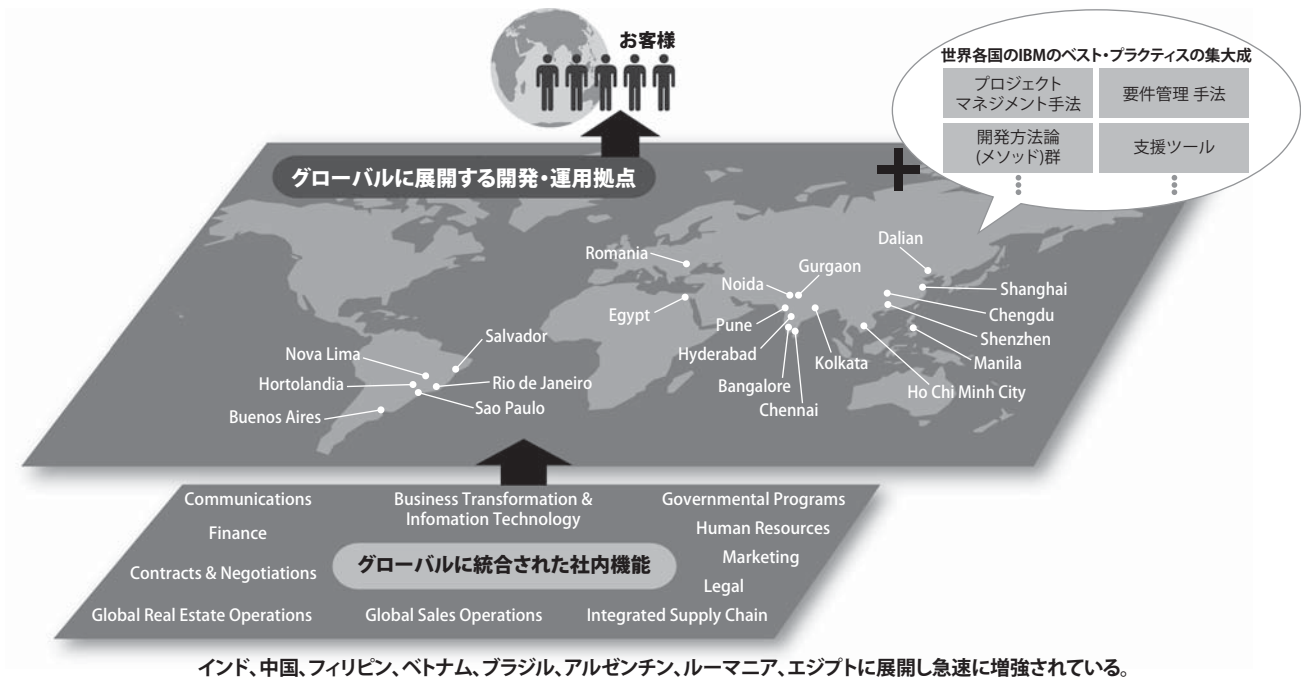 お客様
世界各国のIBMのベスト・プラクティスの集大成
プロジェクト
マネジメント手法
要件管理 手法
開発方法論
(メソッド)群
支援ツール
グローバルに展開する開発・運用拠点
Dalian
Romania
Gurgaon
Noida
Shanghai
Egypt
Chengdu
Pune
Shenzhen
Salvador
Hyderabad
Kolkata
Manila
Nova Lima
Bangalore
Ho Chi Minh City
Hortolandia
Rio de Janeiro
Chennai
Sao Paulo
Buenos Aires
Communications
Business Transformation &
Infomation Technology
Governmental Programs
Finance
Human Resources
Marketing
グローバルに統合された社内機能
Contracts & Negotiations
Legal
Global Real Estate Operations
Global Sales Operations
Integrated Supply Chain
インド、中国、フィリピン、ベトナム、ブラジル、アルゼンチン、ルーマニア、エジプトに展開し急速に増強されている。